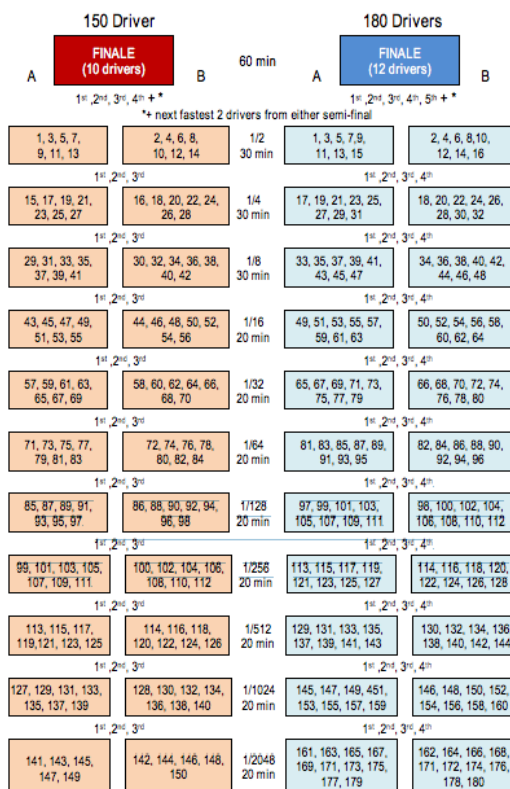 150 Driver 180 Drivers
FINALE FINALE
(10 drivers) (12 drivers)
A B 60 min A B
1st ,2nd, 3rd, 4th + * 1st, 2nd, 3rd, 4th, 5th + *
*+ next fastest 2 drivers from either semi-final
1, 3, 5, 7, 2, 4, 6, 8, 1/2 1, 3, 5, 7,9, 2, 4, 6, 8,10,
9, 11, 13 10, 12, 14 30 min 11, 13, 15 12, 14, 16
1st ,2nd, 3rd 1st ,2nd, 3rd, 4th
15, 17, 19, 21, 16, 18, 20, 22, 24, 1/4 17, 19, 21, 23, 25, 18, 20, 22, 24, 26,
23, 25, 27 26, 28 30 min 27, 29, 31 28, 30, 32
1st ,2nd, 3rd 1st ,2nd, 3rd, 4th
29, 31, 33, 35, 30, 32, 34, 36, 38, 1/8 33, 35, 37, 39, 41, 34, 36, 38, 40, 42,
37, 39, 41 40, 42 30 min 43, 45, 47 44, 46, 48
1st ,2nd, 3rd 1st ,2nd, 3rd, 4th
43, 45, 47, 49, 44, 46, 48, 50, 52, 1/16 49, 51, 53, 55, 57, 50, 52, 54, 56, 58,
51, 53, 55 54, 56 20 min 59, 61, 63 60, 62, 64
1st ,2nd, 3rd 1st ,2nd, 3rd, 4th
57, 59, 61, 63, 58, 60, 62, 64, 66, 1/32 65, 67, 69, 71, 73, 66, 68, 70, 72, 74,
65, 67, 69 68, 70 20 min 75, 77, 79 76, 78, 80
1st ,2nd, 3rd 1st ,2nd, 3rd, 4th
71, 73, 75, 77, 72, 74, 76, 78, 1/64 81, 83, 85, 87, 89, 82, 84, 86, 88, 90,
79, 81, 83 80, 82, 84 20 min 91, 93, 95 92, 94, 96
1st ,2nd, 3rd 1st ,2nd, 3rd, 4th
85, 87, 89, 91, 86, 88, 90, 92, 94, 1/128 97, 99, 101, 103, 98, 100, 102, 104,
93, 95, 97 96, 98 20 min 105, 107, 109, 111 106, 108, 110, 112
1st ,2nd, 3rd 1st ,2nd, 3rd, 4th
99, 101, 103, 105, 100, 102, 104, 106, 1/256 113, 115, 117, 119, 114, 116, 118, 120,
107, 109, 111 108, 110, 112 20 min 121, 123, 125, 127 122, 124, 126, 128
1st ,2nd, 3rd 1st ,2nd, 3rd, 4th
113, 115, 117, 114, 116, 118, 1/512 129, 131, 133, 135, 130, 132, 134, 136
119,121, 123, 125 120, 122, 124, 126 20 min 137, 139, 141, 143 138, 140, 142, 144
1st ,2nd, 3rd 1st ,2nd, 3rd, 4th
127, 129, 131, 133, 128, 130, 132, 134, 1/1024 145, 147, 149, 451, 146, 148, 150, 152,
135, 137, 139 136, 138, 140 20 min 153, 155, 157, 159 154, 156, 158, 160
1st ,2nd, 3rd 1st ,2nd, 3rd, 4th
141, 143, 145, 142, 144, 146, 148, 1/2048 161, 163, 165, 167, 162, 164, 166, 168,
147, 149 150 20 min 169, 171, 173, 175, 171, 172, 174, 176,
177, 179 178, 180